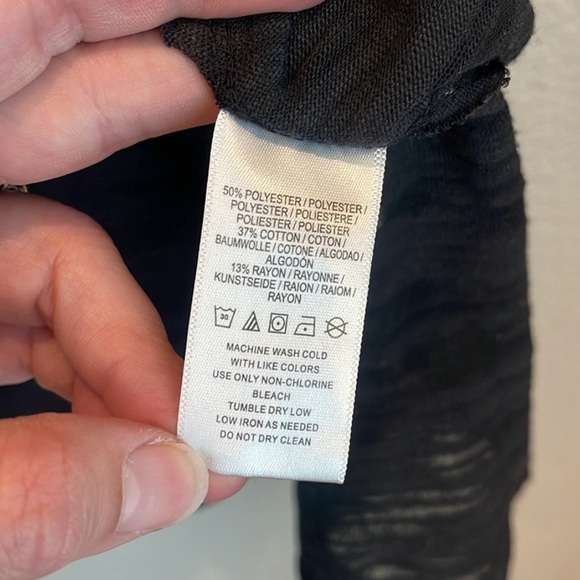 50% POLYESTER / POLYESTER /
POLYESTER / POLIESTERE /
POLIÉSTER / POLIESTER
37% COTTON / COTON /
BAUMWOLLE / COTONE / ALGODAO /
ALGODÓN
13% RAYON / RAYONNE /
KUNSTSEIDE / RAION / RAIOM /
RAYON
30
MACHINE WASH COLD
WITH LIKE COLORS
USE ONLY NON-CHLORINE
BLEACH
TUMBLE DRY LOW
LOW IRON AS NEEDED
DO NOT DRY CLEAN